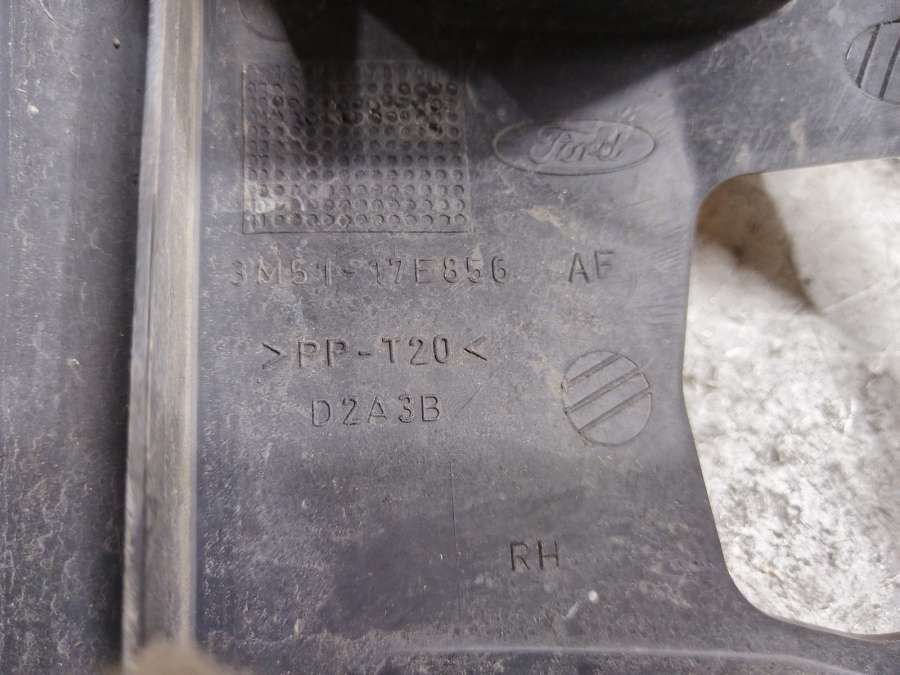 Ford
3M51-17E856 AF
>PP-T20<
D2A3B
RH